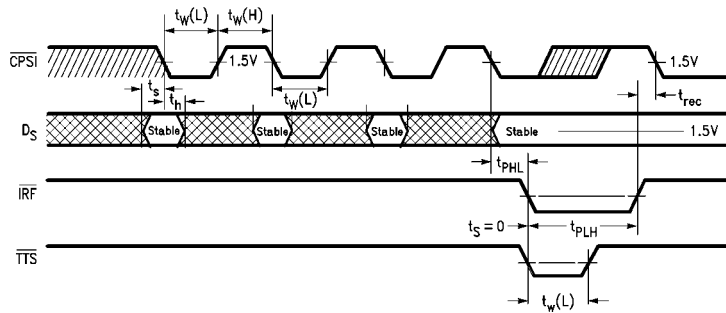 tW(L)
tW(H)
CPSI
1.5V
1.5V
ts
th
tW(L)
trec
DS
Stable
Stable
Stable
Stable
1.5V
tPHL
IRF
tS=0
tPLH
TTS
tw(L)